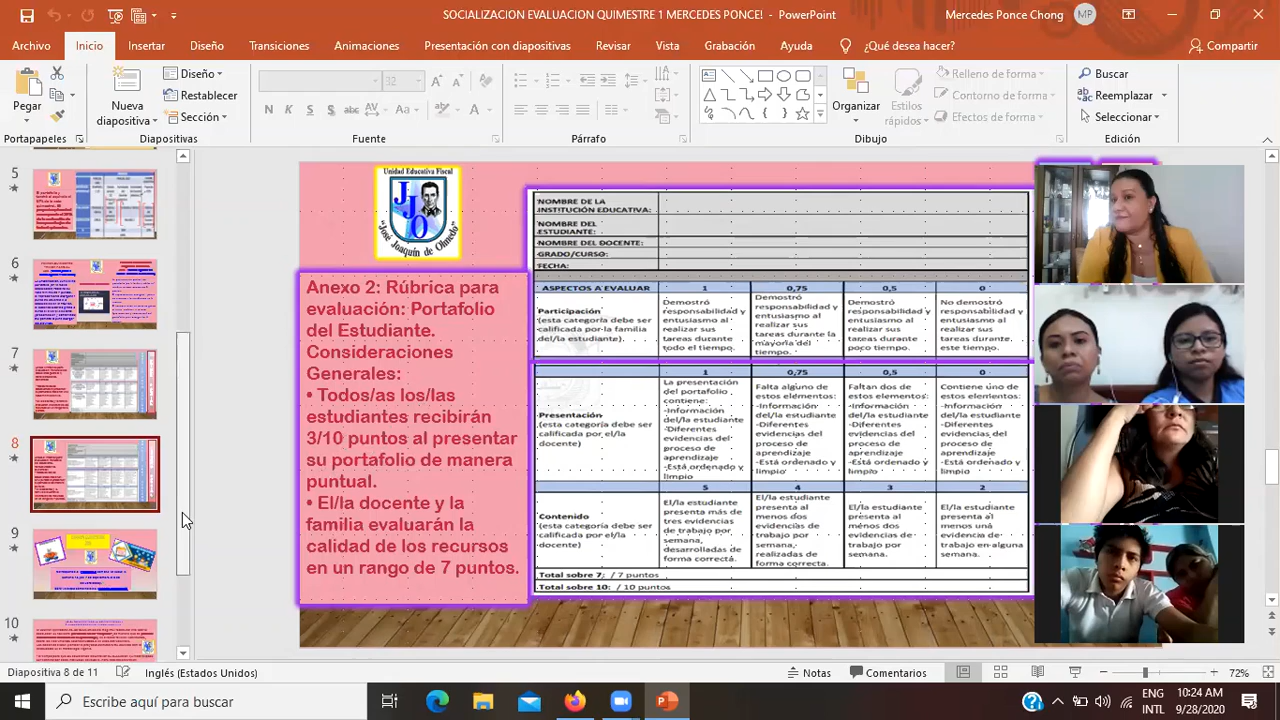 SOCIALIZACION EVALUACION QUIMESTRE 1 MERCEDES PONCE! - PowerPoint
Mercedes Ponce Chong
MP
Archivo Inicio Insertar Diseño Transiciones Animaciones Presentación con diapositivas Revisar Vista Grabación Ayuda ¿Qué desea hacer? Compartir
Pegar
Nueva diapositiva
Diseño
Restablecer
Sección
32
N K S S abc AV Aa A
Organizar
Estilos rápidos
Relleno de forma
Contorno de forma
Efectos de forma
Buscar
Reemplazar
Seleccionar
Portapapeles Diapositivas Fuente Párrafo Dibujo Edición
5
6
7
8
10
Unidad Educativa Fiscal
JJO
"José Joaquín de Olmedo"
Anexo 2: Rúbrica para
evaluación: Portafolio
del Estudiante.
Consideraciones
Generales:
• Todos/as los/las
estudiantes recibirán
3/10 puntos al presentar
portafolio de manera
puntual.
• El/la docente y la
familia evaluarán la
calidad de los recursos
en un rango de 7 puntos.
NOMBRE DE LA
INSTITUCIÓN EDUCATIVA:
NOMBRE DEL
ESTUDIANTE:
NOMBRE DEL DOCENTE:
GRADO/CURSO:
FECHA:
ASPECTOS A EVALUAR 1 0,75 0,5 0
Participación
(esta categoría debe ser
calificada por la familia
del/la estudiante).
Demostró
responsabilidad y
entusiasmo al
realizar sus
tareas durante
todo el tiempo.
Demostró
responsabilidad y
entusiasmo al
realizar sus
tareas durante la
mayoría del
tiempo.
Demostró
responsabilidad y
entusiasmo al
realizar sus
tareas durante
poco tiempo.
No demostró
responsabilidad y
entusiasmo al
realizar sus
tareas durante
este tiempo.
1 0,75 0,5 0
Presentación
(esta categoría debe ser
calificada por el/la
docente)
La presentación
del portafolio
contiene:
-Información
del/la estudiante
-Diferentes
evidencias del
proceso de
aprendizaje
-Está ordenado y
limpio
Falta alguno de
estos elementos:
-Información
del/la estudiante
-Diferentes
evidencias del
proceso de
aprendizaje
-Está ordenado y
limpio
Faltan dos de
estos elementos:
-Información
del/la estudiante
-Diferentes
evidencias del
proceso de
aprendizaje
-Está ordenado y
limpio
Contiene uno de
estos elementos:
-Información
del/la estudiante
-Diferentes
evidencias del
proceso de
aprendizaje
-Está ordenado y
limpio
5 4 3 2
Contenido
(esta categoría debe ser
calificada por el/la
docente)
El/la estudiante
presenta más de
tres evidencias
de trabajo por
semana,
desarrolladas de
forma correcta.
El/la estudiante
presenta al
menos dos
evidencias de
trabajo por
semana,
realizadas de
forma correcta.
El/la estudiante
presenta al
menos dos
evidencias de
trabajo por
semana.
El/la estudiante
presenta al
menos una
evidencia de
trabajo en alguna
semana.
Total sobre 7: / 7 puntos
Total sobre 10: / 10 puntos
Diapositiva 8 de 11
Inglés (Estados Unidos)
Notas
Comentarios
72%
Escribe aquí para buscar
ENG
INTL
10:24 AM
9/28/2020